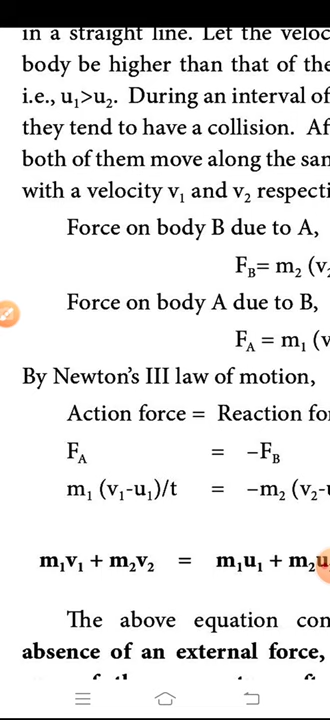 in a straight line. Let the veloc
body be higher than that of the
i.e., u₁>u₂. During an interval of
they tend to have a collision. Af
both of them move along the san
with a velocity v₁ and v₂ respecti
Force on body B due to A,
F_B= m₂ (v₂
Force on body A due to B,
F_A = m₁ (v
By Newton's III law of motion,
Action force = Reaction fo
F_A = –F_B
m₁ (v₁-u₁)/t = –m₂ (v₂-u
m₁v₁ + m₂v₂ = m₁u₁ + m₂u
The above equation con
absence of an external force,